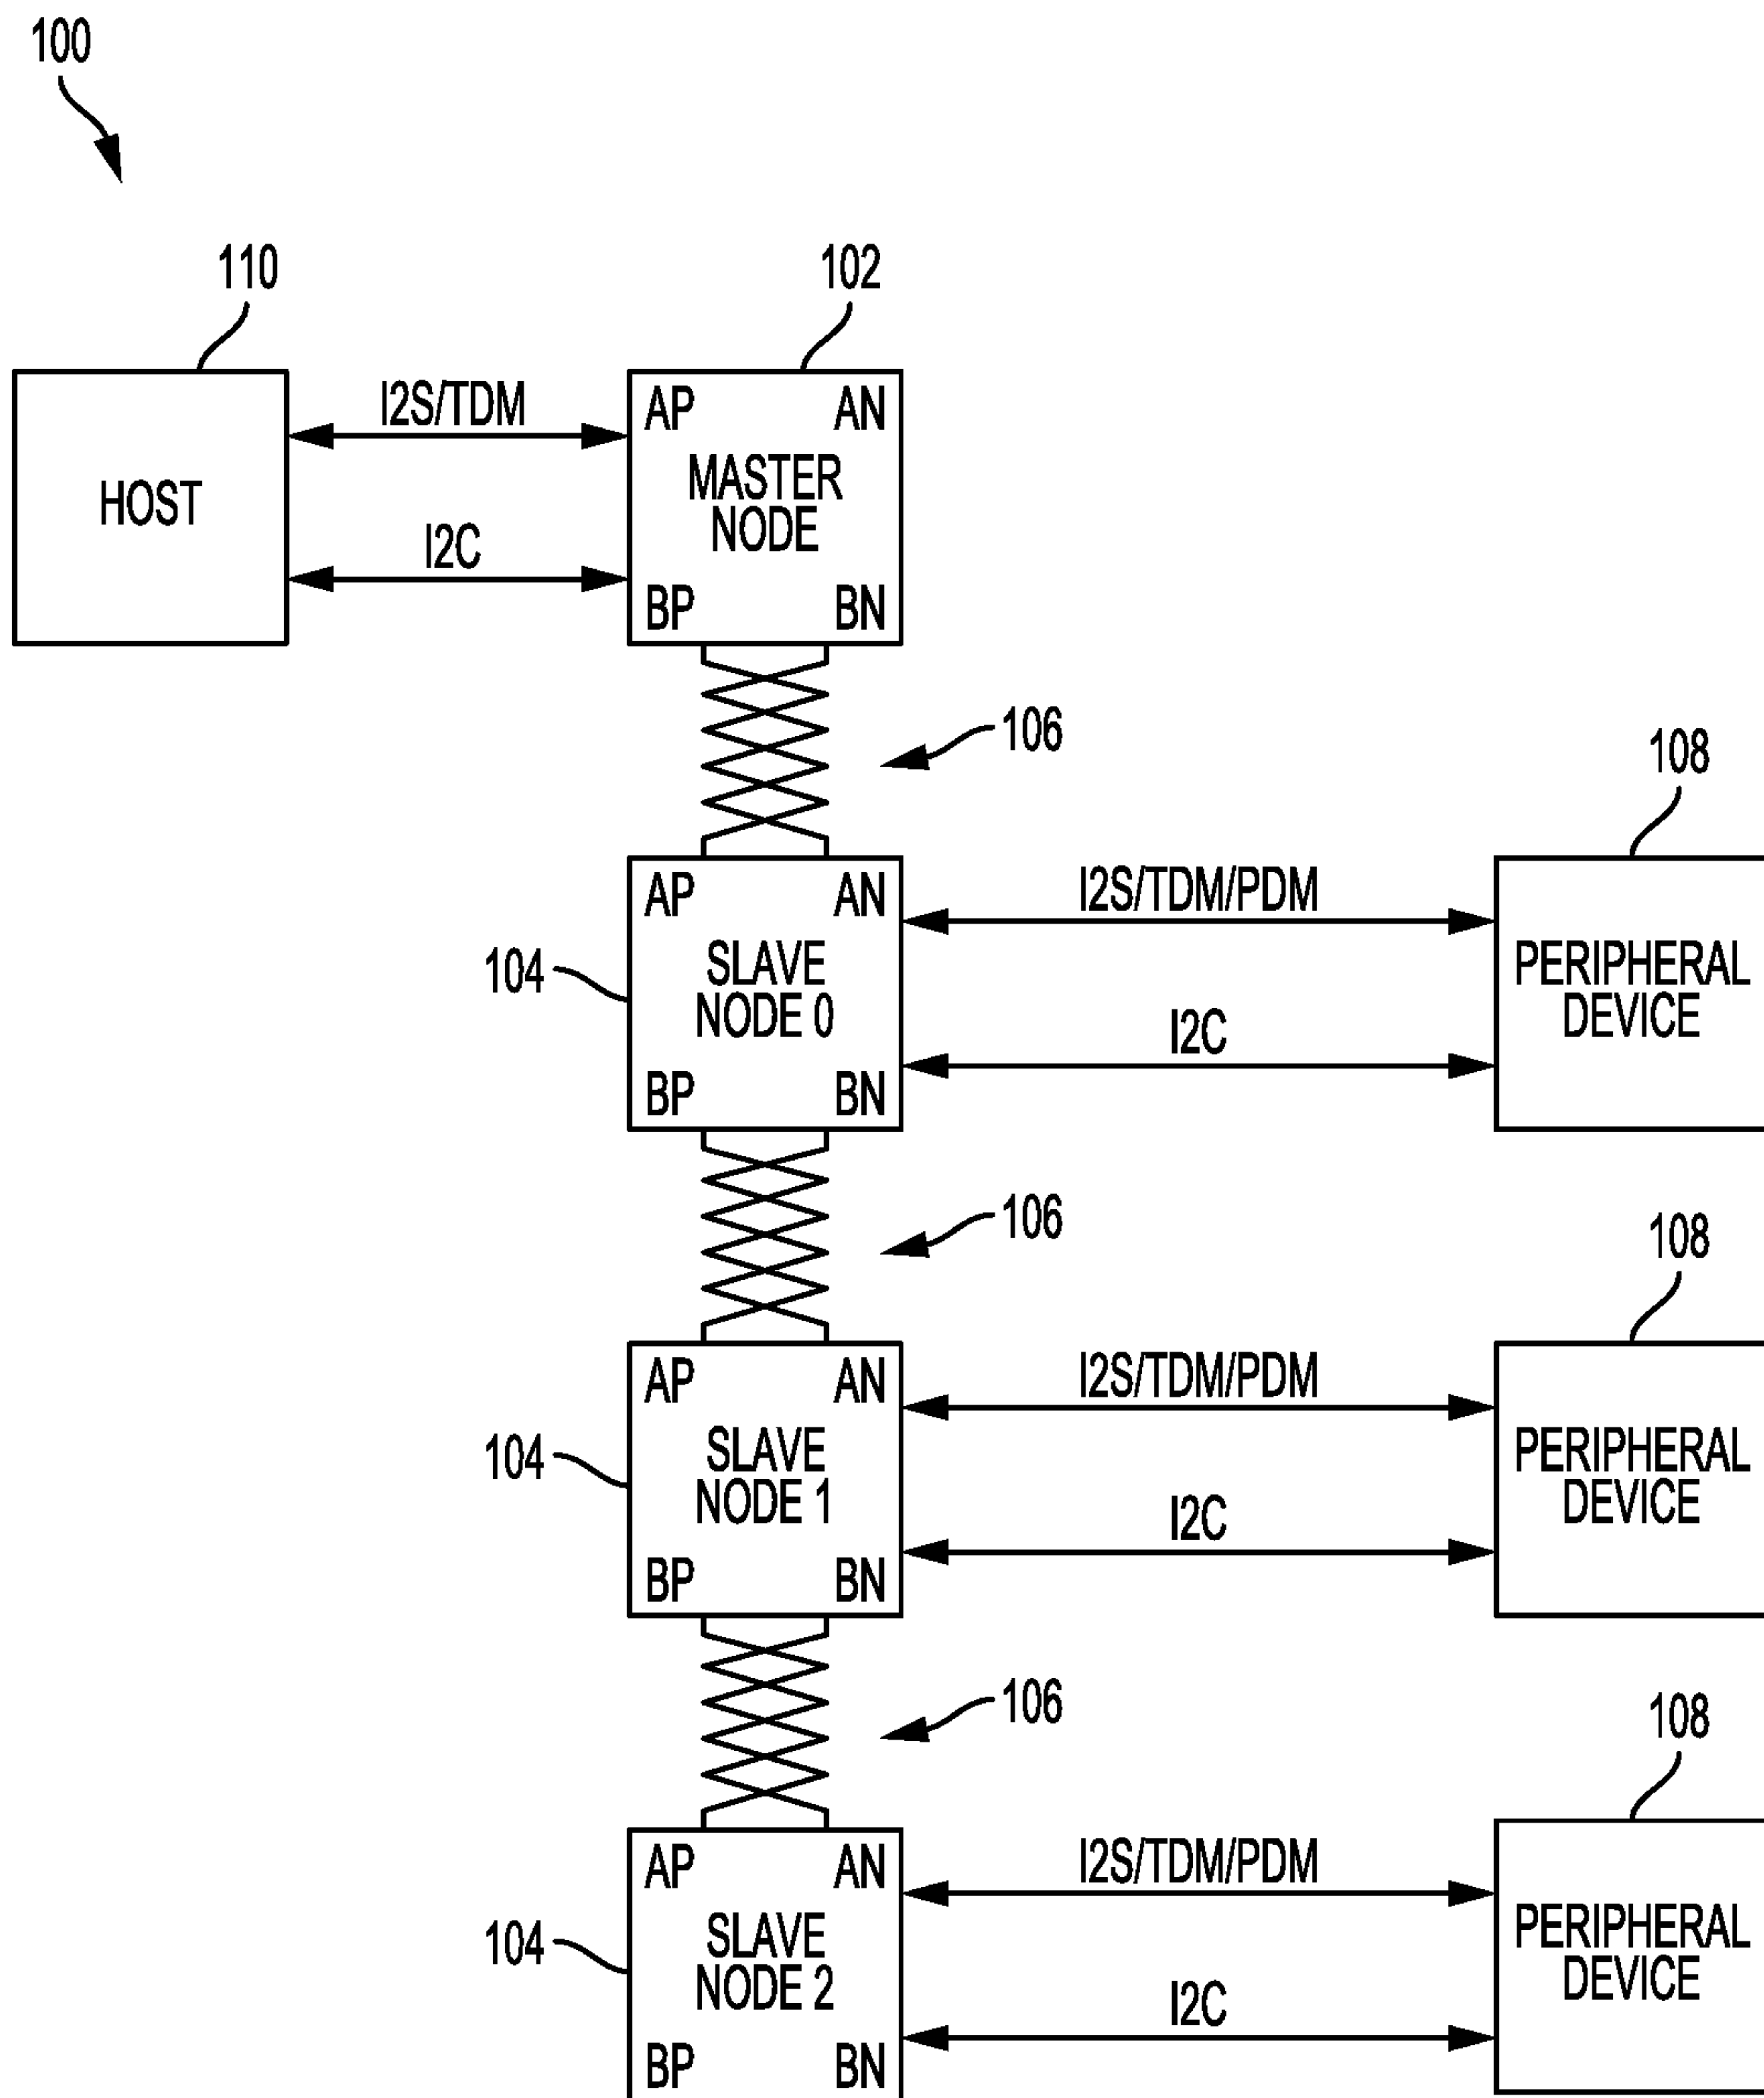 100
110
102
HOST
I2S/TDM
I2C
AP AN
MASTER
NODE
BP BN
106
108
104
AP AN
SLAVE
NODE 0
BP BN
I2S/TDM/PDM
I2C
PERIPHERAL
DEVICE
106
108
104
AP AN
SLAVE
NODE 1
BP BN
I2S/TDM/PDM
I2C
PERIPHERAL
DEVICE
106
108
104
AP AN
SLAVE
NODE 2
BP BN
I2S/TDM/PDM
I2C
PERIPHERAL
DEVICE